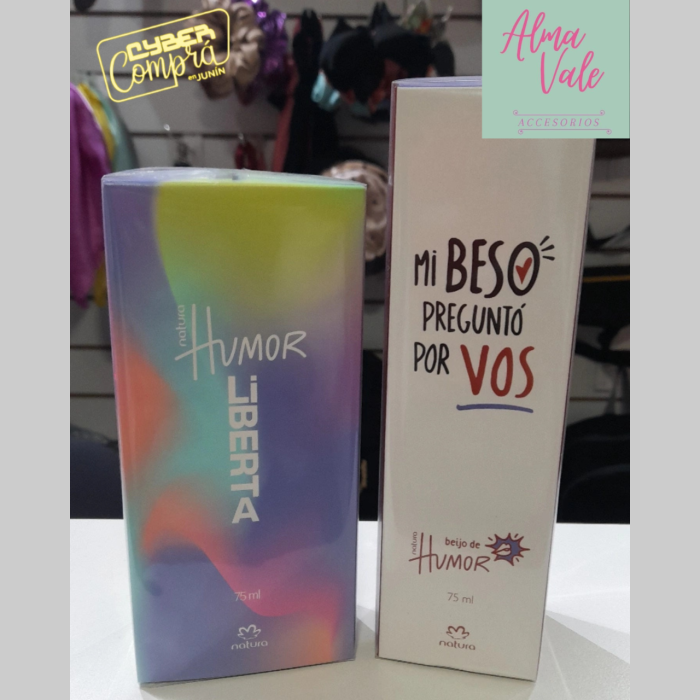 CYBER
Comprá
en JUNÍN
Alma
Vale
ACCESORIOS
natura
HUMOR
LiBERTA
75 ml
natura
Mi BESO
PREGUNTÓ
POR VOS
natura
beijo de
HUMOR
75 ml
natura